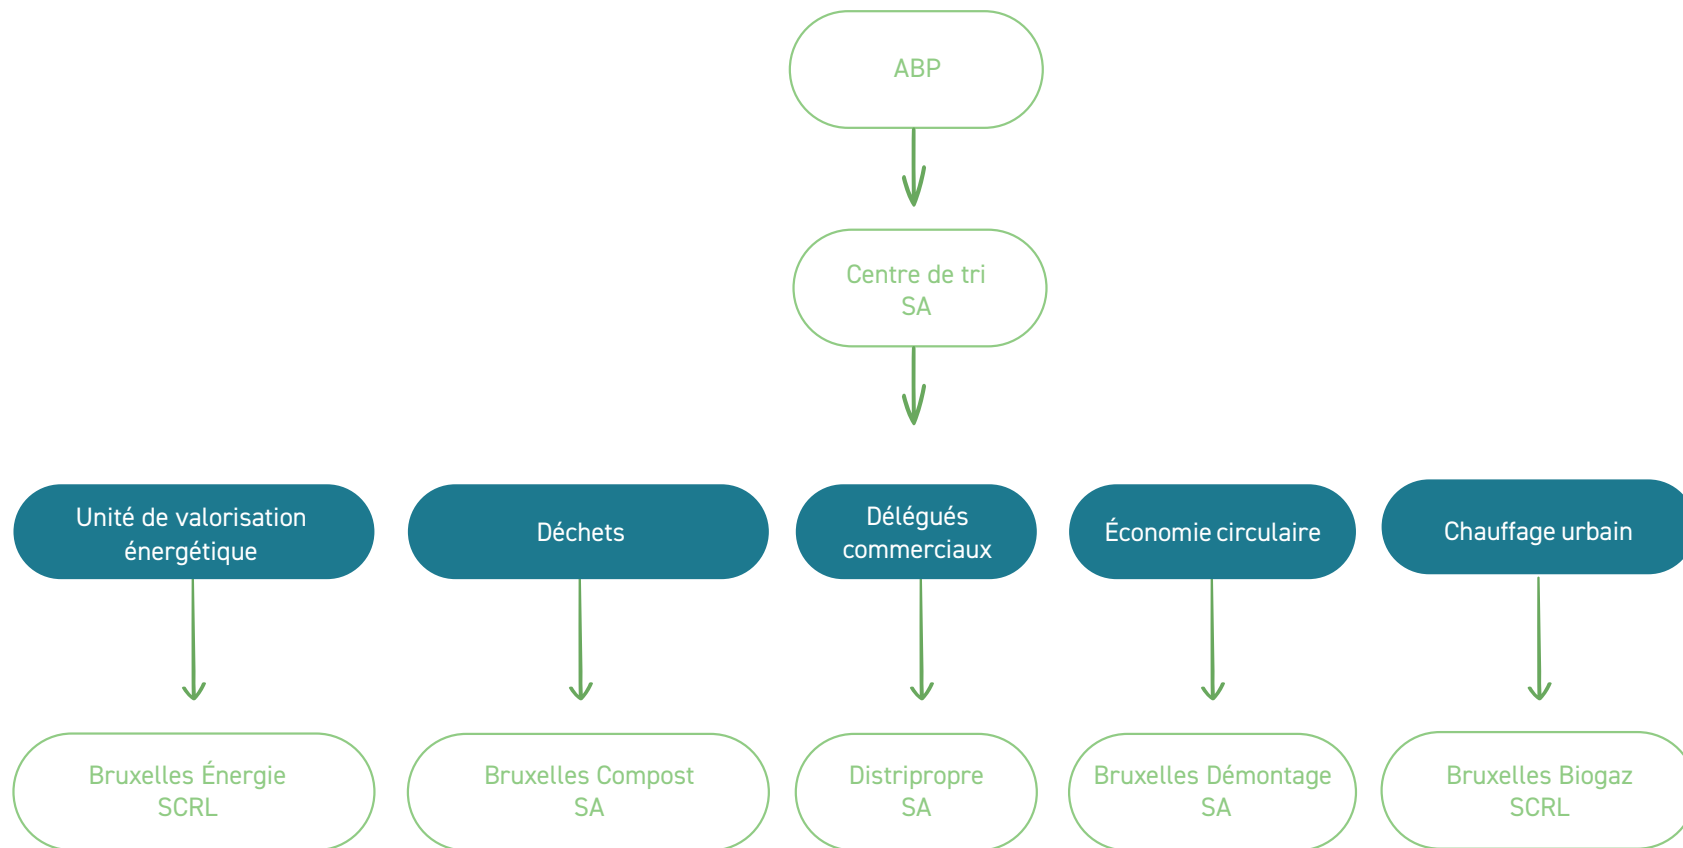 ABP
Centre de tri
SA
Unité de valorisation
énergétique
Déchets
Délégués
commerciaux
Économie circulaire
Chauffage urbain
Bruxelles Énergie
SCRL
Bruxelles Compost
SA
Distripropre
SA
Bruxelles Démontage
SA
Bruxelles Biogaz
SCRL